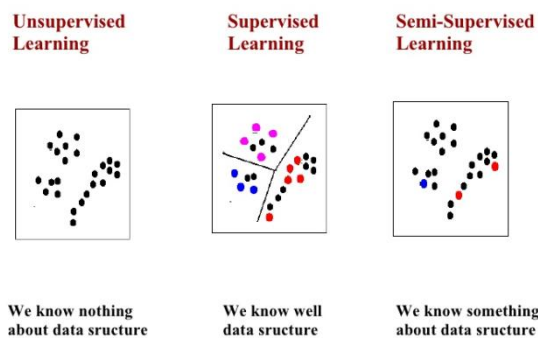 Unsupervised
Learning
Supervised
Learning
Semi-Supervised
Learning
We know nothing
about data sructure
We know well
data sructure
We know something
about data sructure